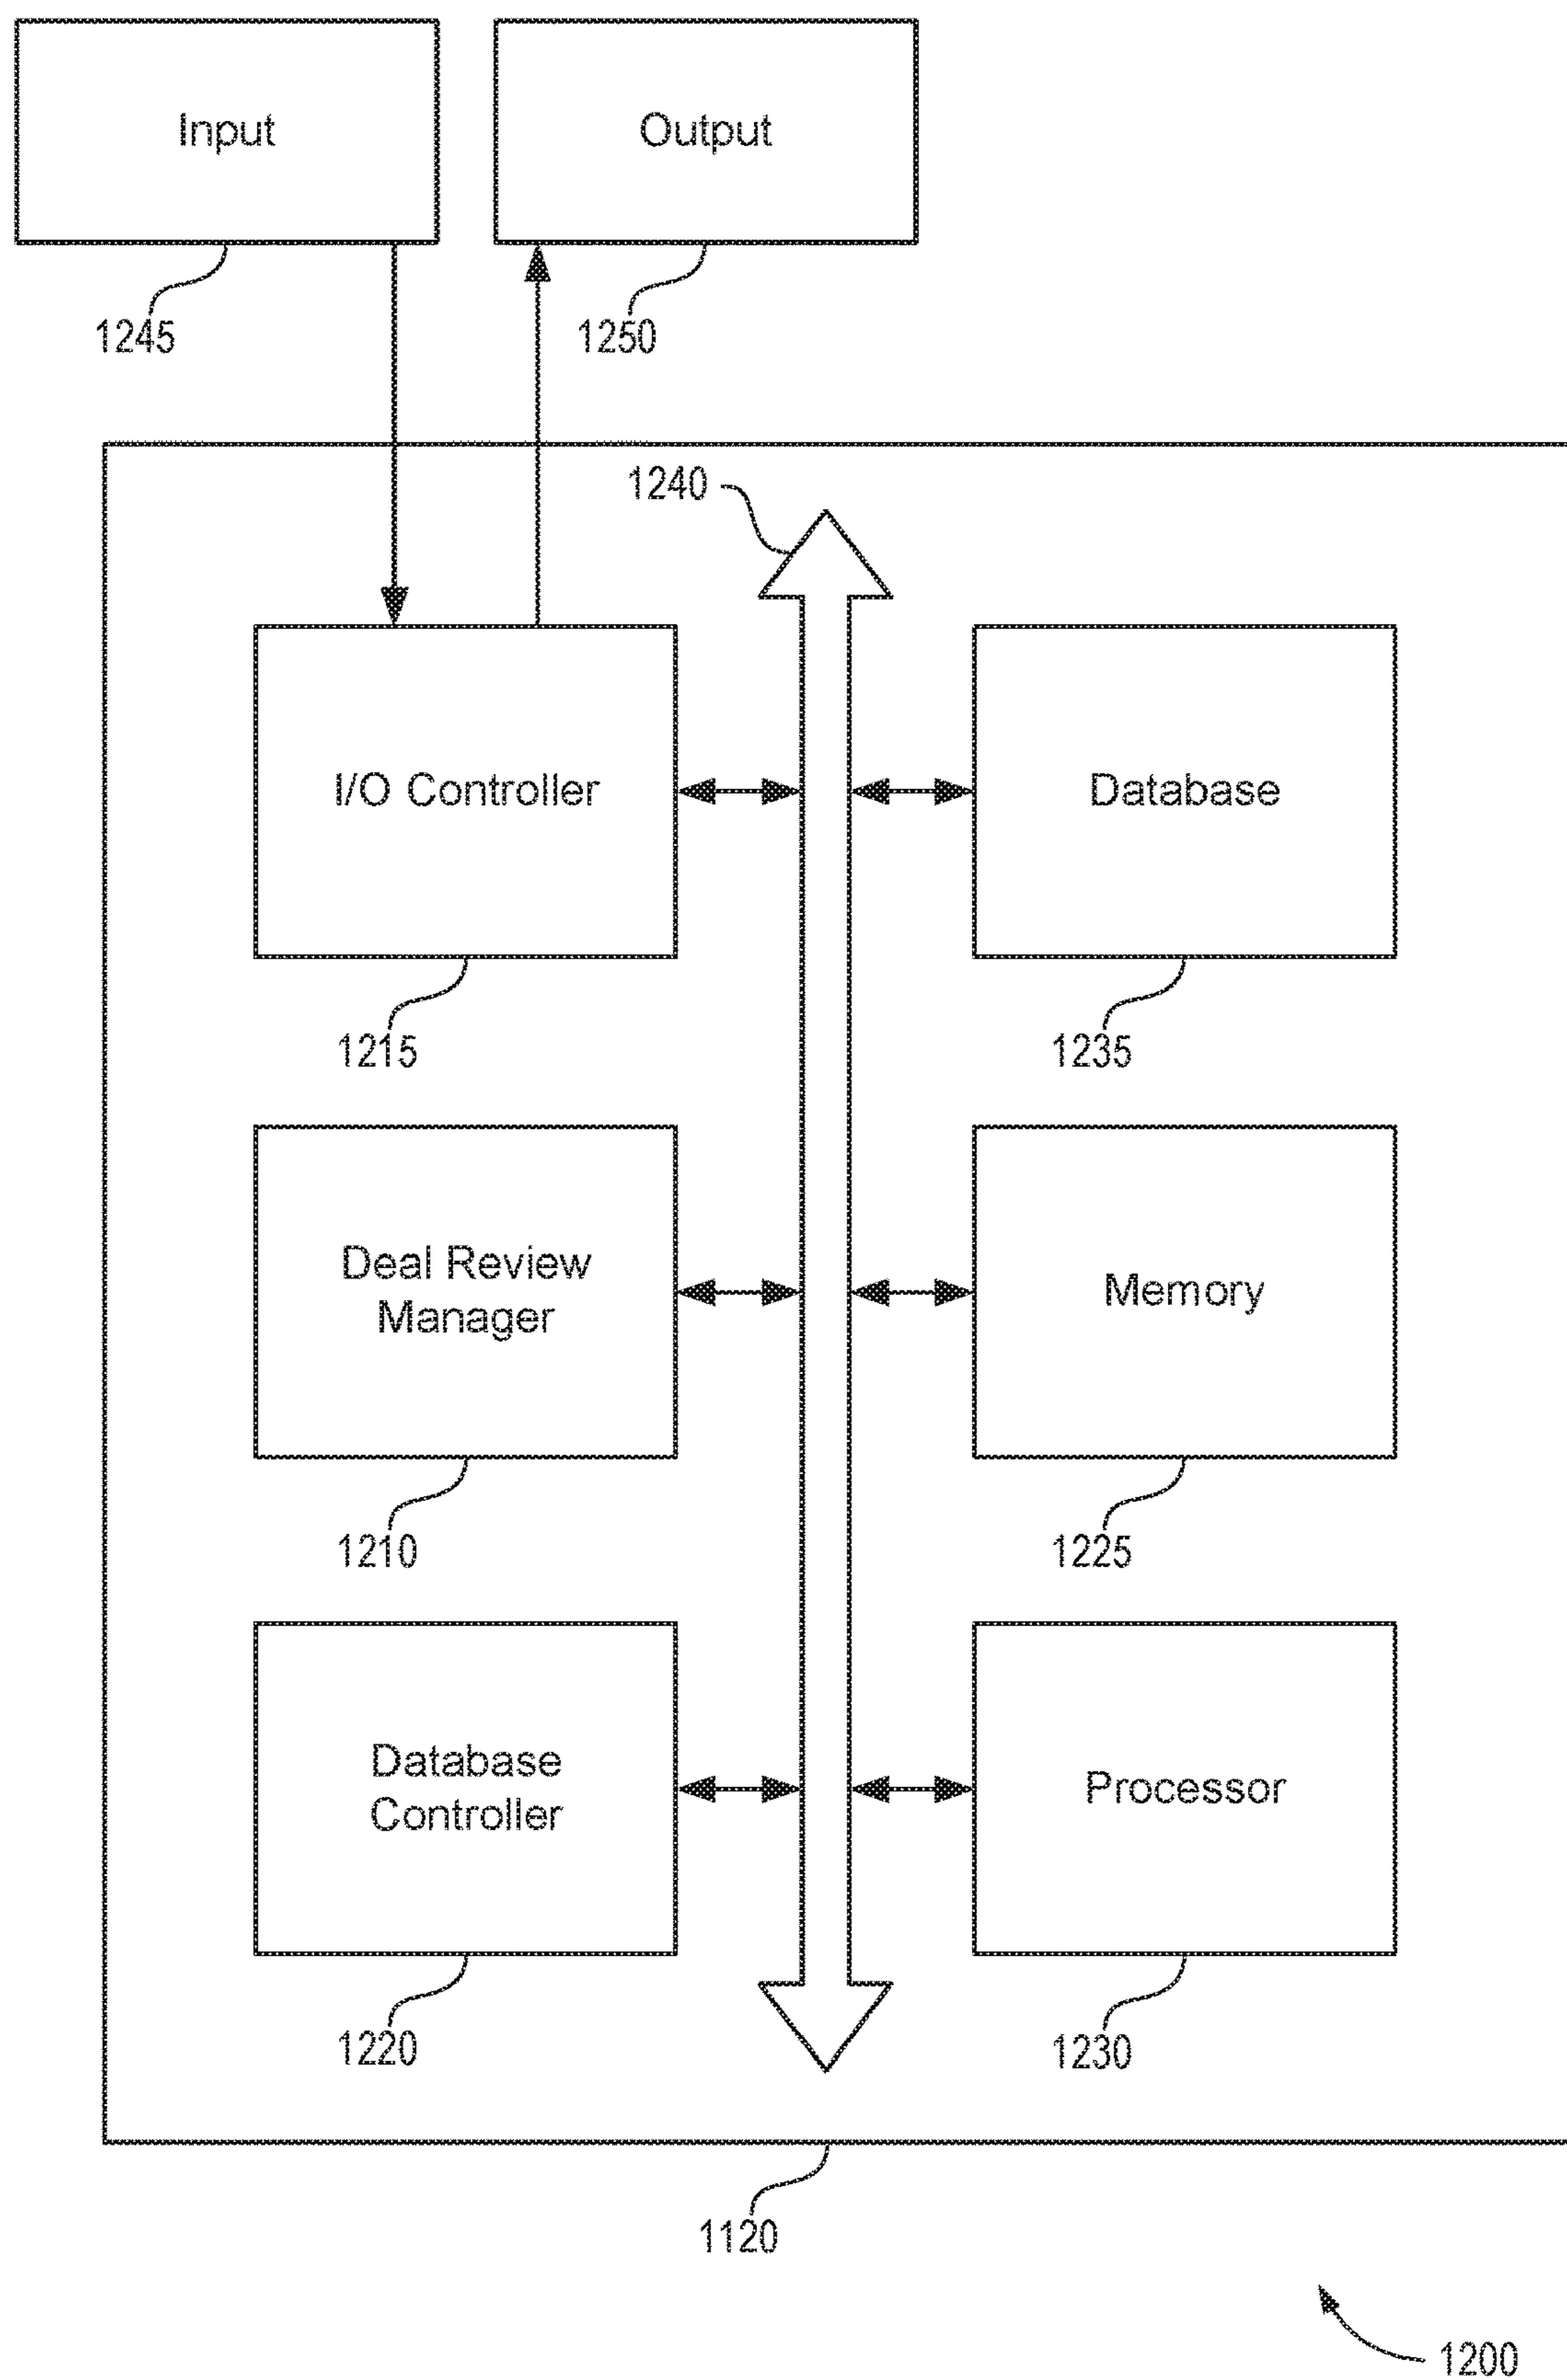 Input
Output
1245
1250
1240
I/O Controller
Database
1215
1235
Deal Review
Manager
Memory
1210
1225
Database
Controller
Processor
1220
1230
1120
1200